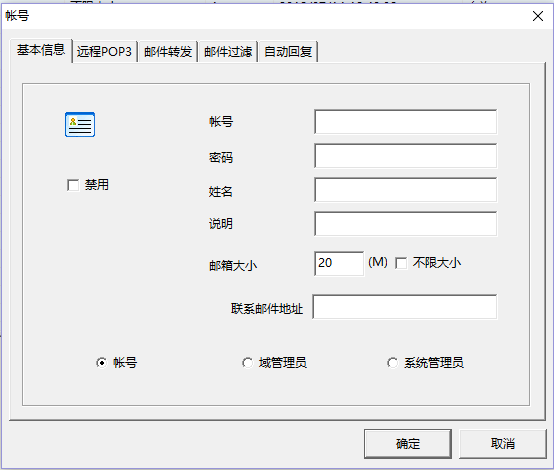 帐号
基本信息 远程POP3 邮件转发 邮件过滤 自动回复
帐号
密码
禁用
姓名
说明
邮箱大小 20 (M) 不限大小
联系邮件地址
帐号 域管理员 系统管理员
确定 取消